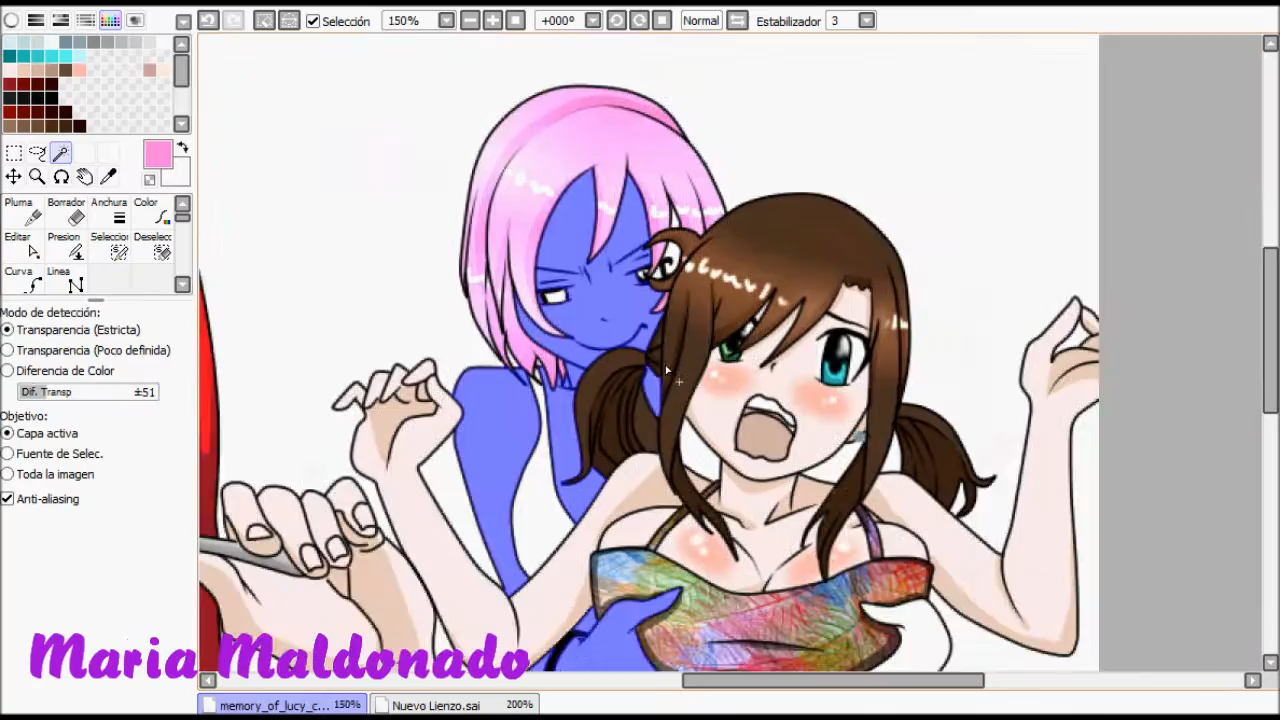 Selección 150% +000º Normal Estabilizador 3
Pluma Borrador Anchura Color
Editar Presion Seleccion Deselecc
Curva Linea
Modo de detección:
Transparencia (Estricta)
Transparencia (Poco definida)
Diferencia de Color
Dif. Transp ±51
Objetivo:
Capa activa
Fuente de Selec.
Toda la imagen
Anti-aliasing
Maria Maldonado
memory_of_lucy_c... 150% Nuevo Lienzo.sai 200%